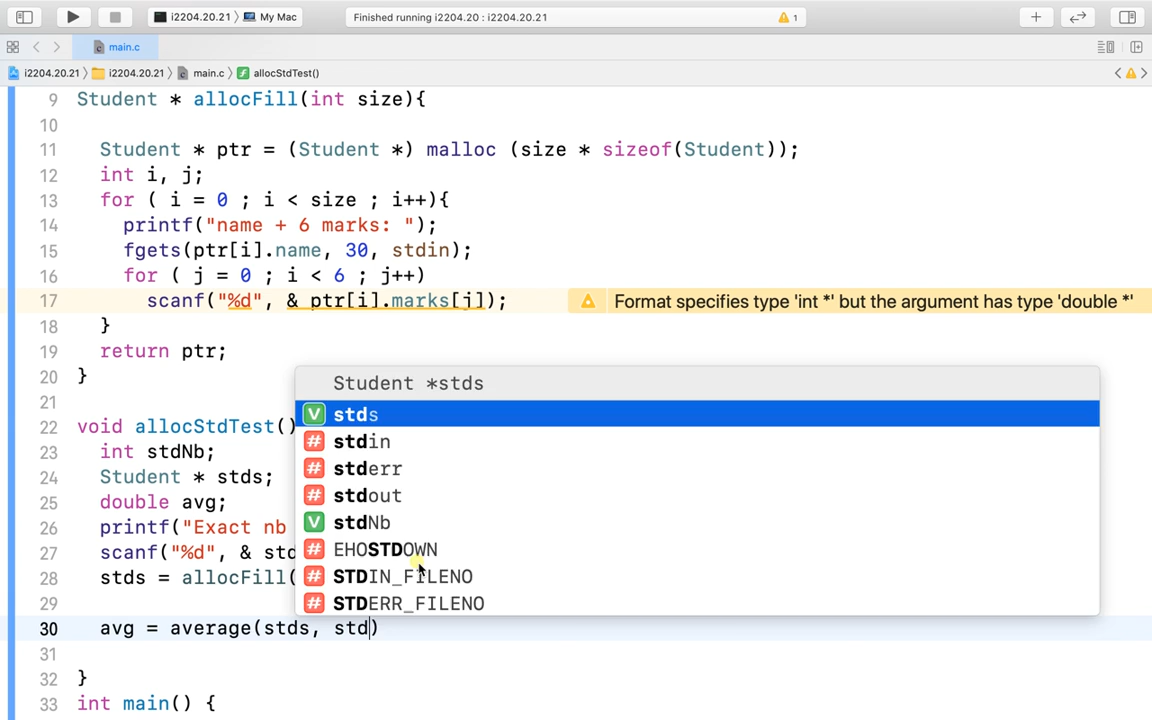 i2204.20.21 〉 My Mac
Finished running i2204.20 : i2204.20.21
1
main.c
i2204.20.21 〉 i2204.20.21 〉 main.c 〉 allocStdTest()
9 Student * allocFill(int size){
10
11 Student * ptr = (Student *) malloc (size * sizeof(Student));
12 int i, j;
13 for ( i = 0 ; i < size ; i++){
14 printf("name + 6 marks: ");
15 fgets(ptr[i].name, 30, stdin);
16 for ( j = 0 ; i < 6 ; j++)
17 scanf("%d", & ptr[i].marks[j]); Format specifies type 'int *' but the argument has type 'double *'
18 }
19 return ptr;
20 }
21
22 void allocStdTest()
23 int stdNb;
24 Student * stds;
25 double avg;
26 printf("Exact nb
27 scanf("%d", & std
28 stds = allocFill(
29
30 avg = average(stds, std)
31
32 }
33 int main() {
Student *stds
V stds
# stdin
# stderr
# stdout
V stdNb
# EHOSTDOWN
# STDIN_FILENO
# STDERR_FILENO